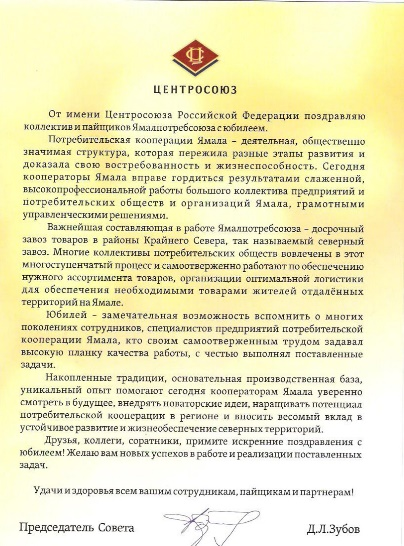 ЦЕНТРОСОЮЗ
От имени Центросоюза Российской Федерации поздравляю
коллектив и пайщиков Ямалпотребсоюза с юбилеем.
Потребительская кооперации Ямала – деятельная, общественно
значимая структура, которая пережила разные этапы развития и
доказала свою востребованность и жизнеспособность. Сегодня
кооператоры Ямала вправе гордиться результатами слаженной,
высокопрофессиональной работы большого коллектива предприятий и
потребительских обществ и организаций Ямала, грамотными
управленческими решениями.
Важнейшая составляющая в работе Ямалпотребсоюза – досрочный
завоз товаров в районы Крайнего Севера, так называемый северный
завоз. Многие коллективы потребительских обществ вовлечены в этот
многоступенчатый процесс и самоотверженно работают по обеспечению
нужного ассортимента товаров, организации оптимальной логистики
для обеспечения необходимыми товарами жителей отдалённых
территорий на Ямале.
Юбилей – замечательная возможность вспомнить о многих
поколениях сотрудников, специалистов предприятий потребительской
кооперации Ямала, кто своим самоотверженным трудом задавал
высокую планку качества работы, с честью выполнял поставленные
задачи.
Накопленные традиции, основательная производственная база,
уникальный опыт помогают сегодня кооператорам Ямала уверенно
смотреть в будущее, внедрять новаторские идеи, наращивать потенциал
потребительской кооперации в регионе и вносить весомый вклад в
устойчивое развитие и жизнеобеспечение северных территорий.
Друзья, коллеги, соратники, примите искренние поздравления с
юбилеем! Желаю вам новых успехов в работе и реализации поставленных
задач.
Удачи и здоровья всем вашим сотрудникам, пайщикам и партнерам!
Председатель Совета Д.Л.Зубов